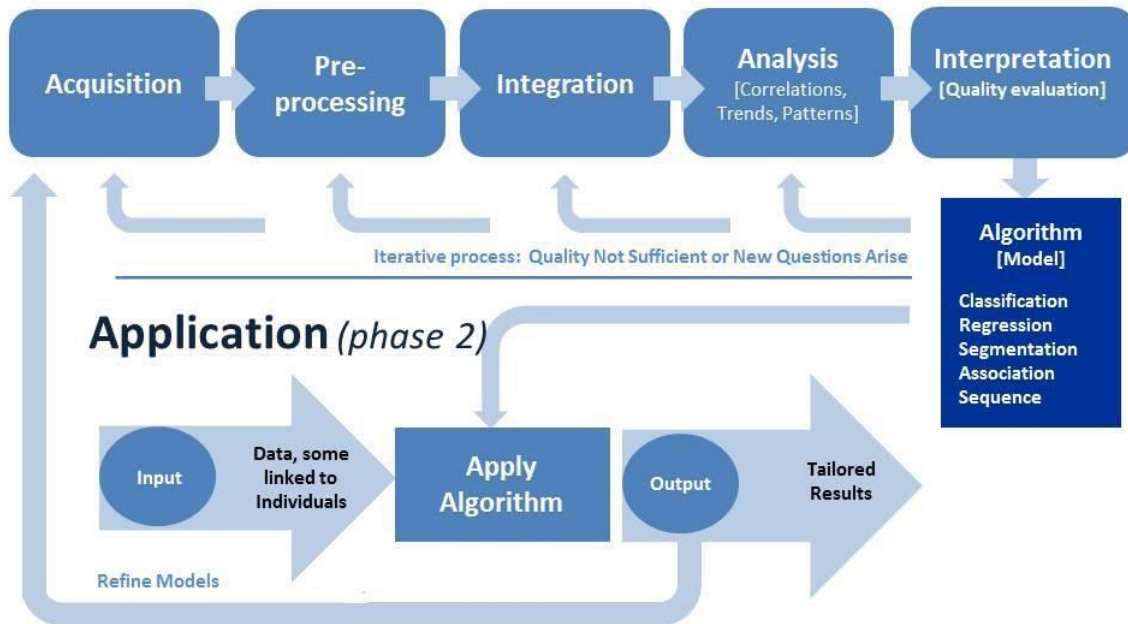 Acquisition
Pre-
processing
Integration
Analysis
[Correlations,
Trends, Patterns]
Interpretation
[Quality evaluation]
Iterative process:  Quality Not Sufficient or New Questions Arise
Algorithm
[Model]
Classification
Regression
Segmentation
Association
Sequence
Application (phase 2)
Input
Data, some
linked to
Individuals
Apply
Algorithm
Output
Tailored
Results
Refine Models